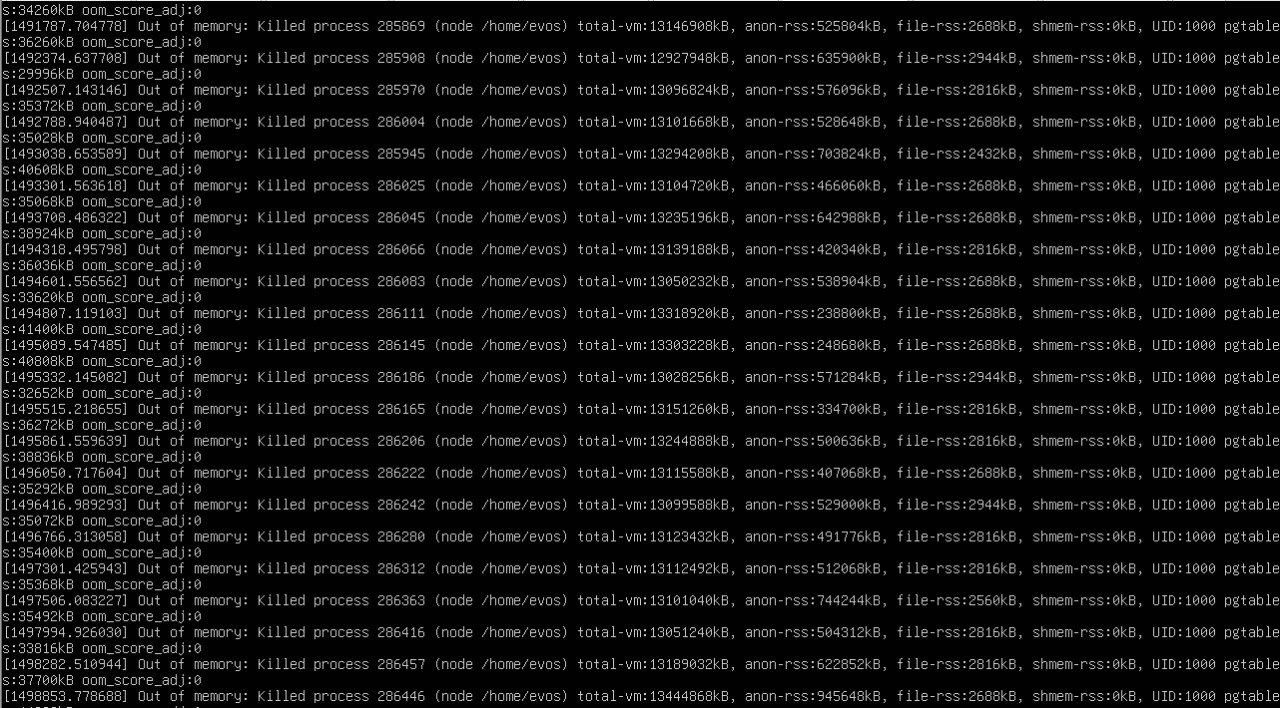 s:34260kB oom_score_adj:0
[1491787.704778] Out of memory: Killed process 285869 (node /home/evos) total-vm:13146908kB, anon-rss:525804kB, file-rss:2688kB, shmem-rss:0kB, UID:1000 pgtable
s:36260kB oom_score_adj:0
[1492374.637708] Out of memory: Killed process 285908 (node /home/evos) total-vm:12927948kB, anon-rss:635900kB, file-rss:2944kB, shmem-rss:0kB, UID:1000 pgtable
s:29996kB oom_score_adj:0
[1492507.143146] Out of memory: Killed process 285970 (node /home/evos) total-vm:13096824kB, anon-rss:576096kB, file-rss:2816kB, shmem-rss:0kB, UID:1000 pgtable
s:35372kB oom_score_adj:0
[1492788.940487] Out of memory: Killed process 286004 (node /home/evos) total-vm:13101668kB, anon-rss:528648kB, file-rss:2688kB, shmem-rss:0kB, UID:1000 pgtable
s:35028kB oom_score_adj:0
[1493038.653589] Out of memory: Killed process 285945 (node /home/evos) total-vm:13294208kB, anon-rss:703824kB, file-rss:2432kB, shmem-rss:0kB, UID:1000 pgtable
s:40608kB oom_score_adj:0
[1493301.563618] Out of memory: Killed process 286025 (node /home/evos) total-vm:13104720kB, anon-rss:466060kB, file-rss:2688kB, shmem-rss:0kB, UID:1000 pgtable
s:35068kB oom_score_adj:0
[1493708.486322] Out of memory: Killed process 286045 (node /home/evos) total-vm:13235196kB, anon-rss:642988kB, file-rss:2688kB, shmem-rss:0kB, UID:1000 pgtable
s:38924kB oom_score_adj:0
[1494318.495798] Out of memory: Killed process 286066 (node /home/evos) total-vm:13139188kB, anon-rss:420340kB, file-rss:2816kB, shmem-rss:0kB, UID:1000 pgtable
s:36036kB oom_score_adj:0
[1494601.556562] Out of memory: Killed process 286083 (node /home/evos) total-vm:13050232kB, anon-rss:538904kB, file-rss:2688kB, shmem-rss:0kB, UID:1000 pgtable
s:33620kB oom_score_adj:0
[1494807.119103] Out of memory: Killed process 286111 (node /home/evos) total-vm:13318920kB, anon-rss:238800kB, file-rss:2688kB, shmem-rss:0kB, UID:1000 pgtable
s:41400kB oom_score_adj:0
[1495089.547485] Out of memory: Killed process 286145 (node /home/evos) total-vm:13303228kB, anon-rss:248680kB, file-rss:2688kB, shmem-rss:0kB, UID:1000 pgtable
s:40808kB oom_score_adj:0
[1495332.145082] Out of memory: Killed process 286186 (node /home/evos) total-vm:13028256kB, anon-rss:571284kB, file-rss:2944kB, shmem-rss:0kB, UID:1000 pgtable
s:32652kB oom_score_adj:0
[1495515.218655] Out of memory: Killed process 286165 (node /home/evos) total-vm:13151260kB, anon-rss:334700kB, file-rss:2816kB, shmem-rss:0kB, UID:1000 pgtable
s:36272kB oom_score_adj:0
[1495861.559639] Out of memory: Killed process 286206 (node /home/evos) total-vm:13244888kB, anon-rss:500636kB, file-rss:2816kB, shmem-rss:0kB, UID:1000 pgtable
s:38836kB oom_score_adj:0
[1496050.717604] Out of memory: Killed process 286222 (node /home/evos) total-vm:13115588kB, anon-rss:407068kB, file-rss:2688kB, shmem-rss:0kB, UID:1000 pgtable
s:35292kB oom_score_adj:0
[1496416.989293] Out of memory: Killed process 286242 (node /home/evos) total-vm:13099588kB, anon-rss:529000kB, file-rss:2944kB, shmem-rss:0kB, UID:1000 pgtable
s:35072kB oom_score_adj:0
[1496766.313058] Out of memory: Killed process 286280 (node /home/evos) total-vm:13123432kB, anon-rss:491776kB, file-rss:2816kB, shmem-rss:0kB, UID:1000 pgtable
s:35400kB oom_score_adj:0
[1497301.425943] Out of memory: Killed process 286312 (node /home/evos) total-vm:13112492kB, anon-rss:512068kB, file-rss:2816kB, shmem-rss:0kB, UID:1000 pgtable
s:35368kB oom_score_adj:0
[1497506.083227] Out of memory: Killed process 286363 (node /home/evos) total-vm:13101040kB, anon-rss:744244kB, file-rss:2560kB, shmem-rss:0kB, UID:1000 pgtable
s:35492kB oom_score_adj:0
[1497994.926030] Out of memory: Killed process 286416 (node /home/evos) total-vm:13051240kB, anon-rss:504312kB, file-rss:2816kB, shmem-rss:0kB, UID:1000 pgtable
s:33816kB oom_score_adj:0
[1498282.510944] Out of memory: Killed process 286457 (node /home/evos) total-vm:13189032kB, anon-rss:622852kB, file-rss:2816kB, shmem-rss:0kB, UID:1000 pgtable
s:37700kB oom_score_adj:0
[1498853.778688] Out of memory: Killed process 286446 (node /home/evos) total-vm:13444868kB, anon-rss:945648kB, file-rss:2688kB, shmem-rss:0kB, UID:1000 pgtable